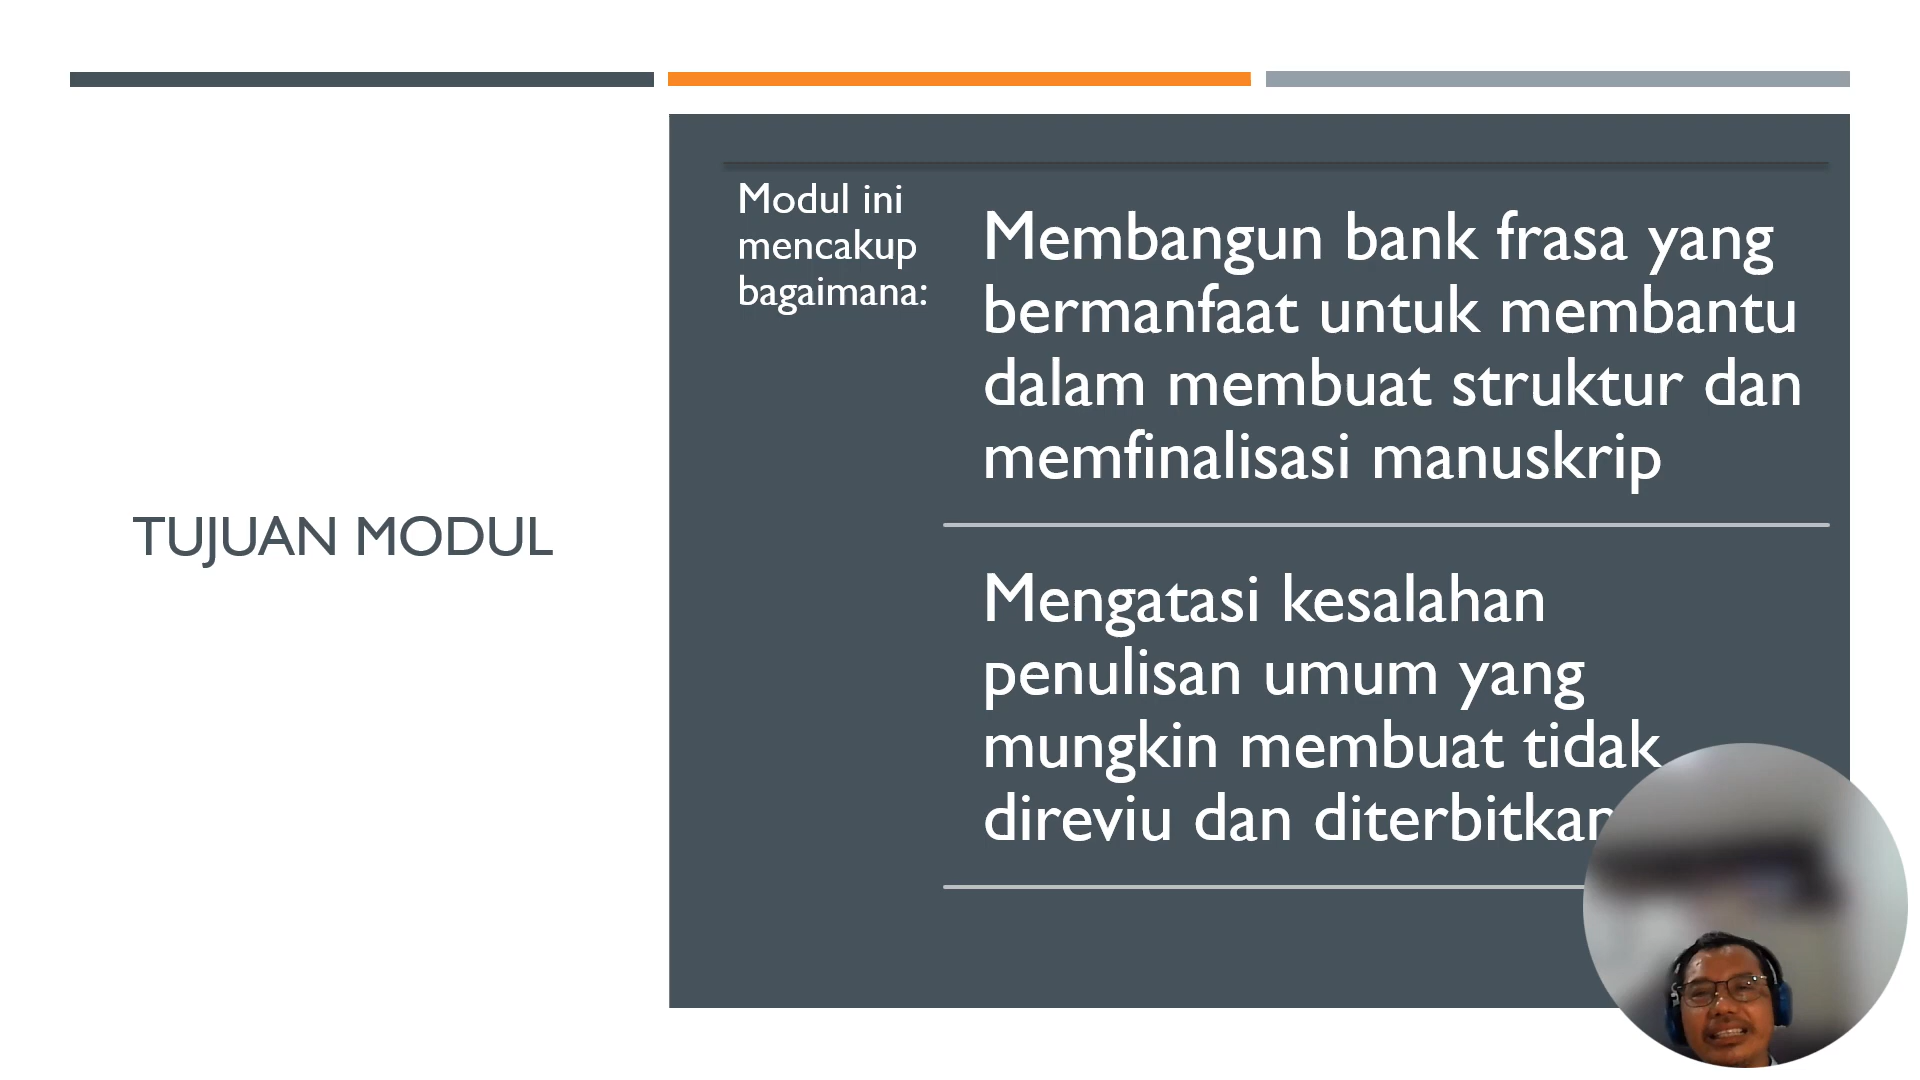 TUJUAN MODUL
Modul ini
mencakup
bagaimana:
Membangun bank frasa yang
bermanfaat untuk membantu
dalam membuat struktur dan
memfinalisasi manuskrip
Mengatasi kesalahan
penulisan umum yang
mungkin membuat tidak
direviu dan diterbitkan